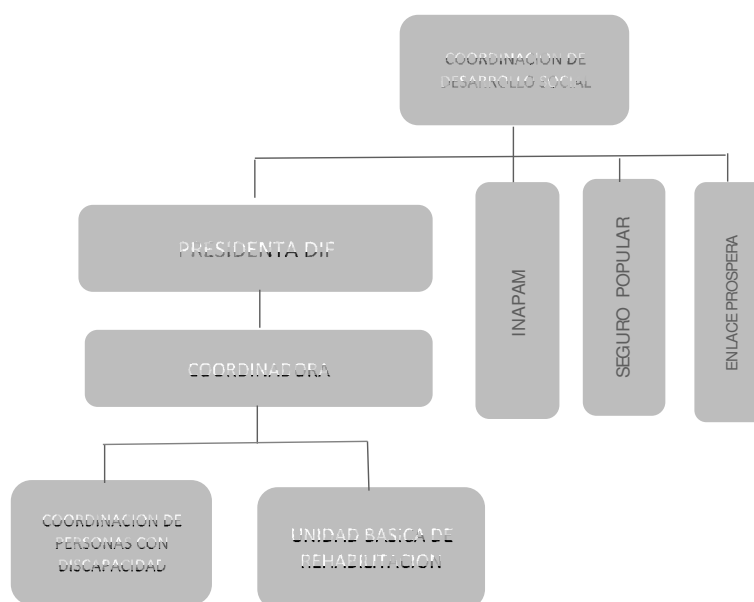 COORDINACION DE
DESARROLLO SOCIAL
PRESIDENTA DIF
INAPAM
SEGURO POPULAR
ENLACE PROSPERA
COORDINADORA
COORDINACION DE
PERSONAS CON
DISCAPACIDAD
UNIDAD BASICA DE
REHABILITACION